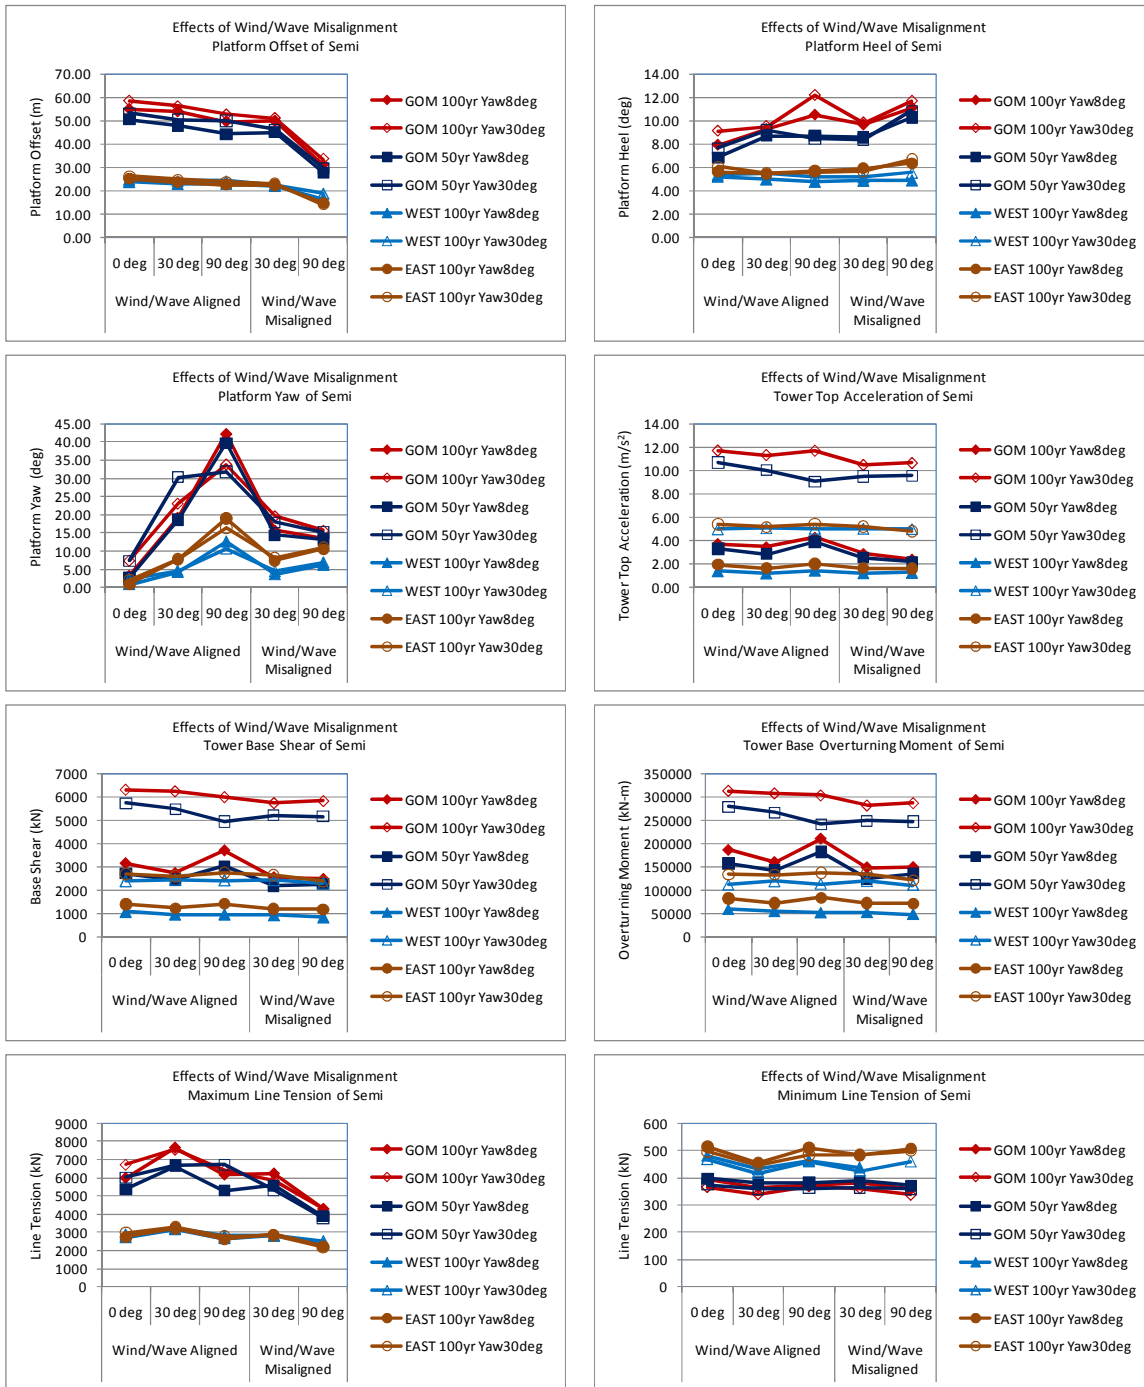 Effects of Wind/Wave Misalignment
Platform Offset of Semi
Platform Offset (m)
70.00
60.00
50.00
40.00
30.00
20.00
10.00
0.00
0 deg 30 deg 90 deg 30 deg 90 deg
Wind/Wave Aligned
Wind/Wave
Misaligned
GOM 100yr Yaw8deg
GOM 100yr Yaw30deg
GOM 50yr Yaw8deg
GOM 50yr Yaw30deg
WEST 100yr Yaw8deg
WEST 100yr Yaw30deg
EAST 100yr Yaw8deg
EAST 100yr Yaw30deg
Effects of Wind/Wave Misalignment
Platform Heel of Semi
Platform Heel (deg)
14.00
12.00
10.00
8.00
6.00
4.00
2.00
0.00
0 deg 30 deg 90 deg 30 deg 90 deg
Wind/Wave Aligned
Wind/Wave
Misaligned
GOM 100yr Yaw8deg
GOM 100yr Yaw30deg
GOM 50yr Yaw8deg
GOM 50yr Yaw30deg
WEST 100yr Yaw8deg
WEST 100yr Yaw30deg
EAST 100yr Yaw8deg
EAST 100yr Yaw30deg
Effects of Wind/Wave Misalignment
Platform Yaw of Semi
Platform Yaw (deg)
45.00
40.00
35.00
30.00
25.00
20.00
15.00
10.00
5.00
0.00
0 deg 30 deg 90 deg 30 deg 90 deg
Wind/Wave Aligned
Wind/Wave
Misaligned
GOM 100yr Yaw8deg
GOM 100yr Yaw30deg
GOM 50yr Yaw8deg
GOM 50yr Yaw30deg
WEST 100yr Yaw8deg
WEST 100yr Yaw30deg
EAST 100yr Yaw8deg
EAST 100yr Yaw30deg
Effects of Wind/Wave Misalignment
Tower Top Acceleration of Semi
Tower Top Acceleration (m/s²)
14.00
12.00
10.00
8.00
6.00
4.00
2.00
0.00
0 deg 30 deg 90 deg 30 deg 90 deg
Wind/Wave Aligned
Wind/Wave
Misaligned
GOM 100yr Yaw8deg
GOM 100yr Yaw30deg
GOM 50yr Yaw8deg
GOM 50yr Yaw30deg
WEST 100yr Yaw8deg
WEST 100yr Yaw30deg
EAST 100yr Yaw8deg
EAST 100yr Yaw30deg
Effects of Wind/Wave Misalignment
Tower Base Shear of Semi
Base Shear (kN)
7000
6000
5000
4000
3000
2000
1000
0
0 deg 30 deg 90 deg 30 deg 90 deg
Wind/Wave Aligned
Wind/Wave
Misaligned
GOM 100yr Yaw8deg
GOM 100yr Yaw30deg
GOM 50yr Yaw8deg
GOM 50yr Yaw30deg
WEST 100yr Yaw8deg
WEST 100yr Yaw30deg
EAST 100yr Yaw8deg
EAST 100yr Yaw30deg
Effects of Wind/Wave Misalignment
Tower Base Overturning Moment of Semi
Overturning Moment (kN-m)
350000
300000
250000
200000
150000
100000
50000
0
0 deg 30 deg 90 deg 30 deg 90 deg
Wind/Wave Aligned
Wind/Wave
Misaligned
GOM 100yr Yaw8deg
GOM 100yr Yaw30deg
GOM 50yr Yaw8deg
GOM 50yr Yaw30deg
WEST 100yr Yaw8deg
WEST 100yr Yaw30deg
EAST 100yr Yaw8deg
EAST 100yr Yaw30deg
Effects of Wind/Wave Misalignment
Maximum Line Tension of Semi
Line Tension (kN)
9000
8000
7000
6000
5000
4000
3000
2000
1000
0
0 deg 30 deg 90 deg 30 deg 90 deg
Wind/Wave Aligned
Wind/Wave
Misaligned
GOM 100yr Yaw8deg
GOM 100yr Yaw30deg
GOM 50yr Yaw8deg
GOM 50yr Yaw30deg
WEST 100yr Yaw8deg
WEST 100yr Yaw30deg
EAST 100yr Yaw8deg
EAST 100yr Yaw30deg
Effects of Wind/Wave Misalignment
Minimum Line Tension of Semi
Line Tension (kN)
600
500
400
300
200
100
0
0 deg 30 deg 90 deg 30 deg 90 deg
Wind/Wave Aligned
Wind/Wave
Misaligned
GOM 100yr Yaw8deg
GOM 100yr Yaw30deg
GOM 50yr Yaw8deg
GOM 50yr Yaw30deg
WEST 100yr Yaw8deg
WEST 100yr Yaw30deg
EAST 100yr Yaw8deg
EAST 100yr Yaw30deg